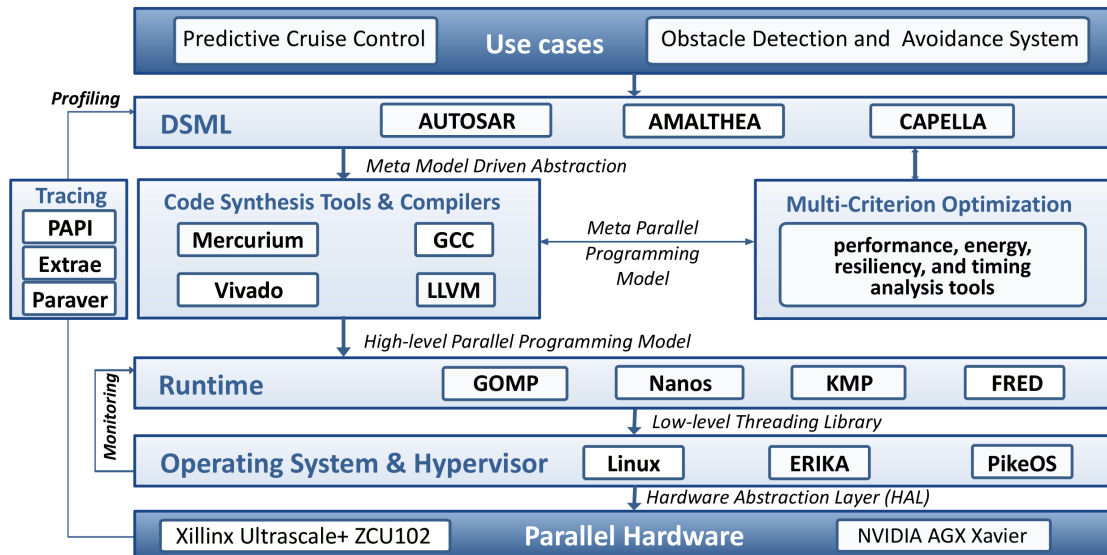 Predictive Cruise Control
Use cases
Obstacle Detection and Avoidance System
Profiling
DSML
AUTOSAR
AMALTHEA
CAPELLA
Meta Model Driven Abstraction
Tracing
PAPI
Extrae
Paraver
Code Synthesis Tools & Compilers
Mercurium
GCC
Vivado
LLVM
Meta Parallel
Programming
Model
Multi-Criterion Optimization
performance, energy,
resiliency, and timing
analysis tools
High-level Parallel Programming Model
Monitoring
Runtime
GOMP
Nanos
KMP
FRED
Low-level Threading Library
Operating System & Hypervisor
Linux
ERIKA
PikeOS
Hardware Abstraction Layer (HAL)
Xillinx Ultrascale+ ZCU102
Parallel Hardware
NVIDIA AGX Xavier